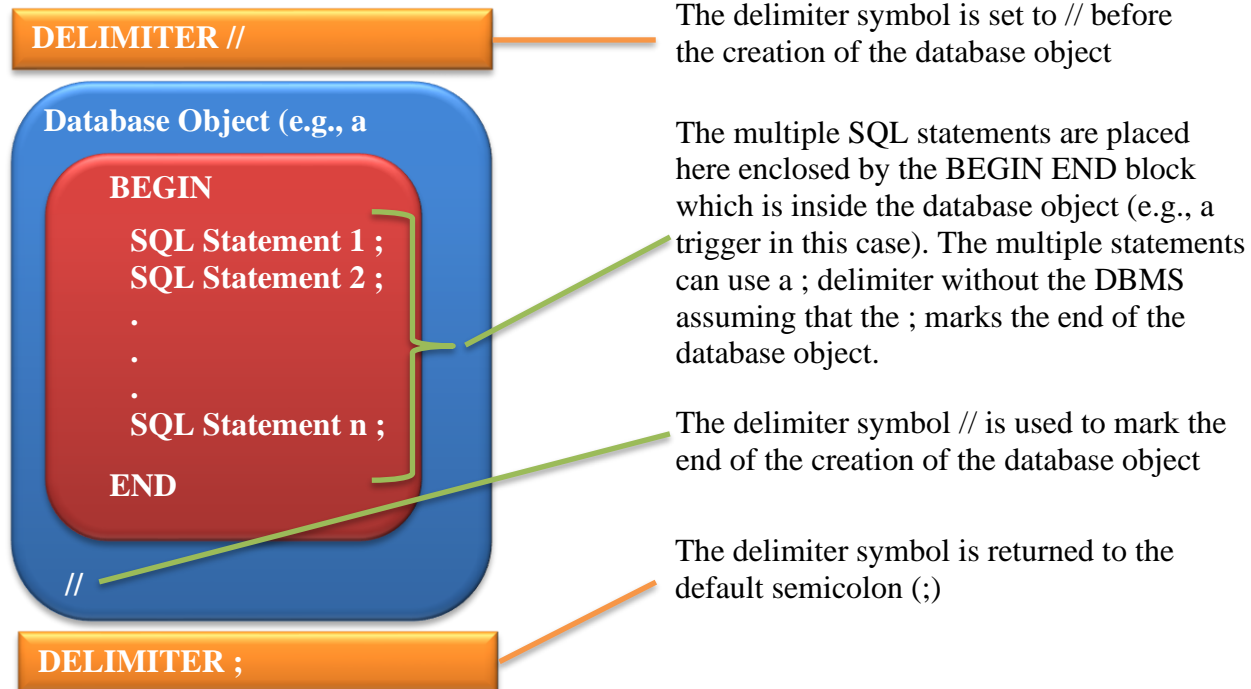 DELIMITER //
The delimiter symbol is set to // before
the creation of the database object
Database Object (e.g., a
BEGIN
SQL Statement 1 ;
SQL Statement 2 ;
.
.
.
SQL Statement n ;
END
The multiple SQL statements are placed
here enclosed by the BEGIN END block
which is inside the database object (e.g., a
trigger in this case). The multiple statements
can use a ; delimiter without the DBMS
assuming that the ; marks the end of the
database object.
//
The delimiter symbol // is used to mark the
end of the creation of the database object
DELIMITER ;
The delimiter symbol is returned to the
default semicolon (;)